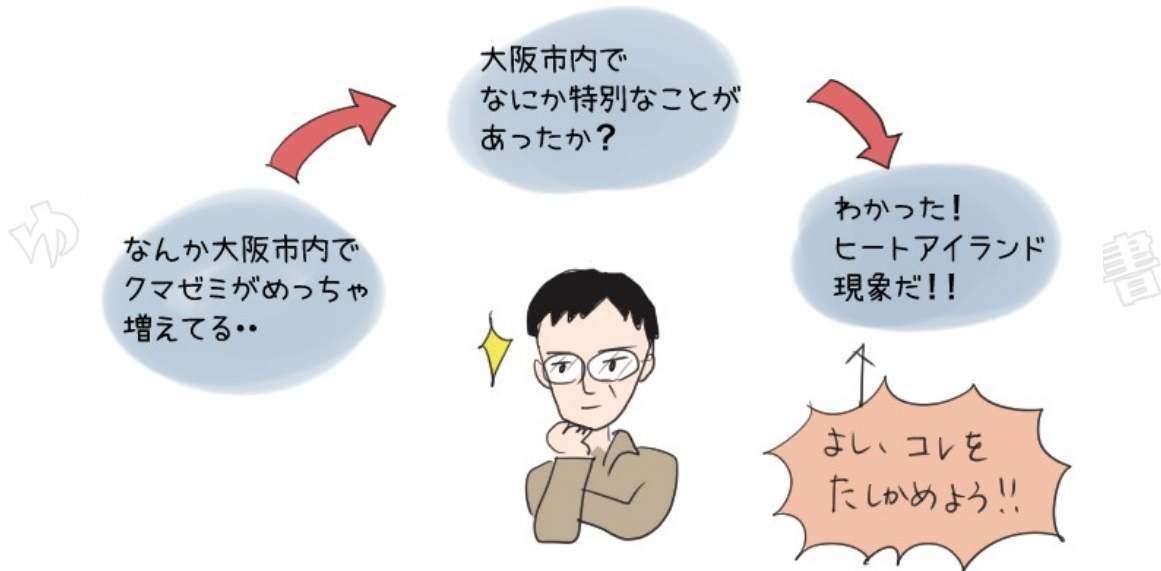 なんか大阪市内で
クマゼミがめっちゃ
増えてる・・
大阪市内で
なにか特別なことが
あったか?
わかった!
ヒートアイランド
現象だ!!
よし、コレを
たしかめよう!!
ゆ
書